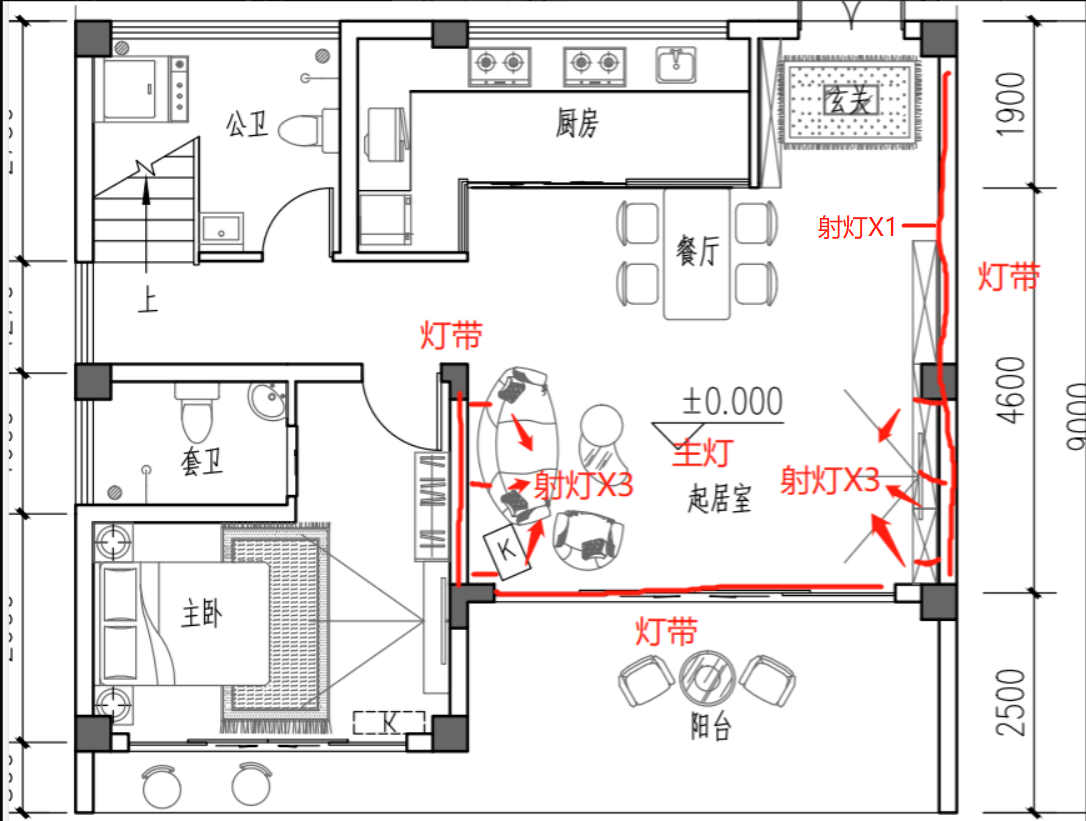 玄关
1900
公卫
厨房
射灯X1
餐厅
灯带
上
灯带
±0.000
4600
9000
主灯
套卫
射灯X3
射灯X3
起居室
K
主卧
灯带
2500
阳台
K